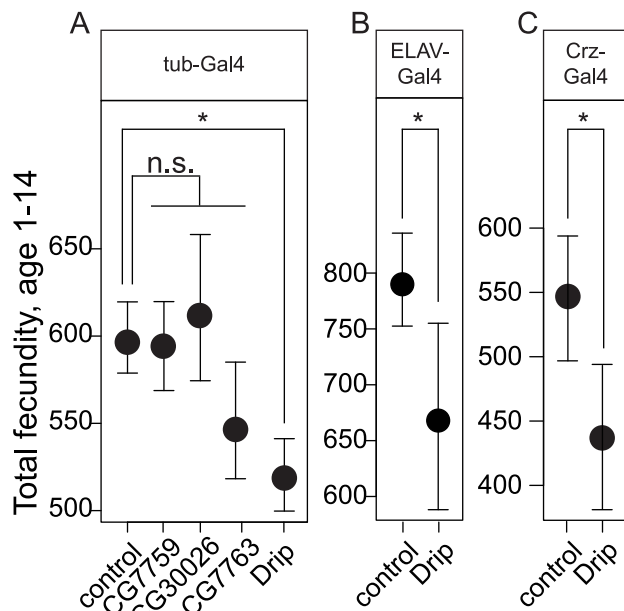 A
B
C
tub-Gal4
ELAV-
Gal4
Crz-
Gal4
*
*
*
n.s.
Total fecundity, age 1-14
650
600
550
500
800
750
700
650
600
600
550
500
450
400
control
CG7759
CG30026
CG7763
Drip
control
Drip
control
Drip